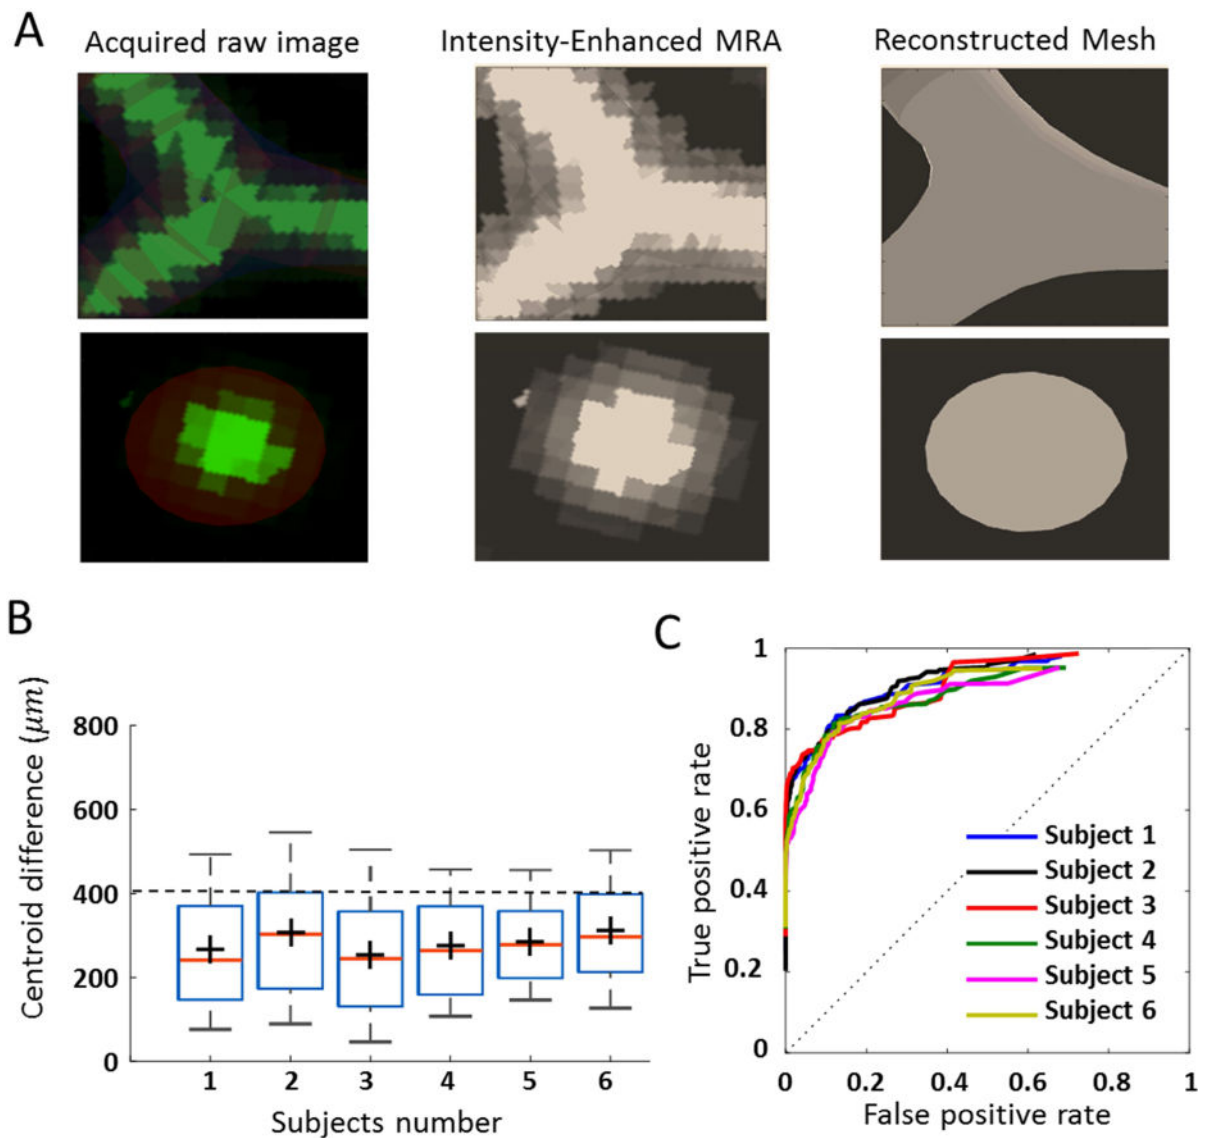 A
Acquired raw image
Intensity-Enhanced MRA
Reconstructed Mesh
B
Centroid difference (μm)
800
600
400
200
0
1 2 3 4 5 6
Subjects number
C
True positive rate
1
0.8
0.6
0.4
0.2
0
Subject 1
Subject 2
Subject 3
Subject 4
Subject 5
Subject 6
0 0.2 0.4 0.6 0.8 1
False positive rate